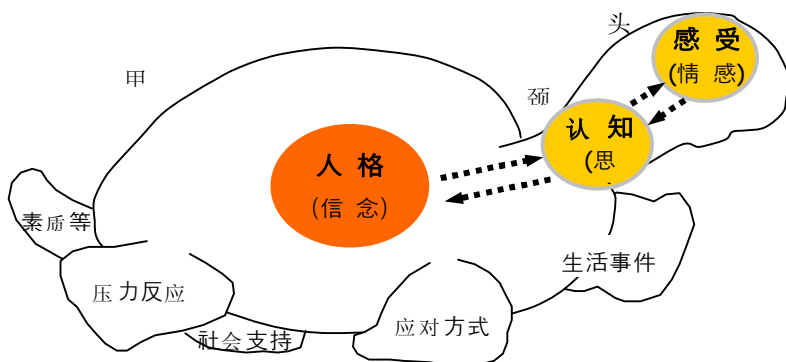 头
感 受
(情 感)
甲
颈
认 知
(思
人 格
(信 念)
素质等
生活事件
压力反应
应对方式
社会支持